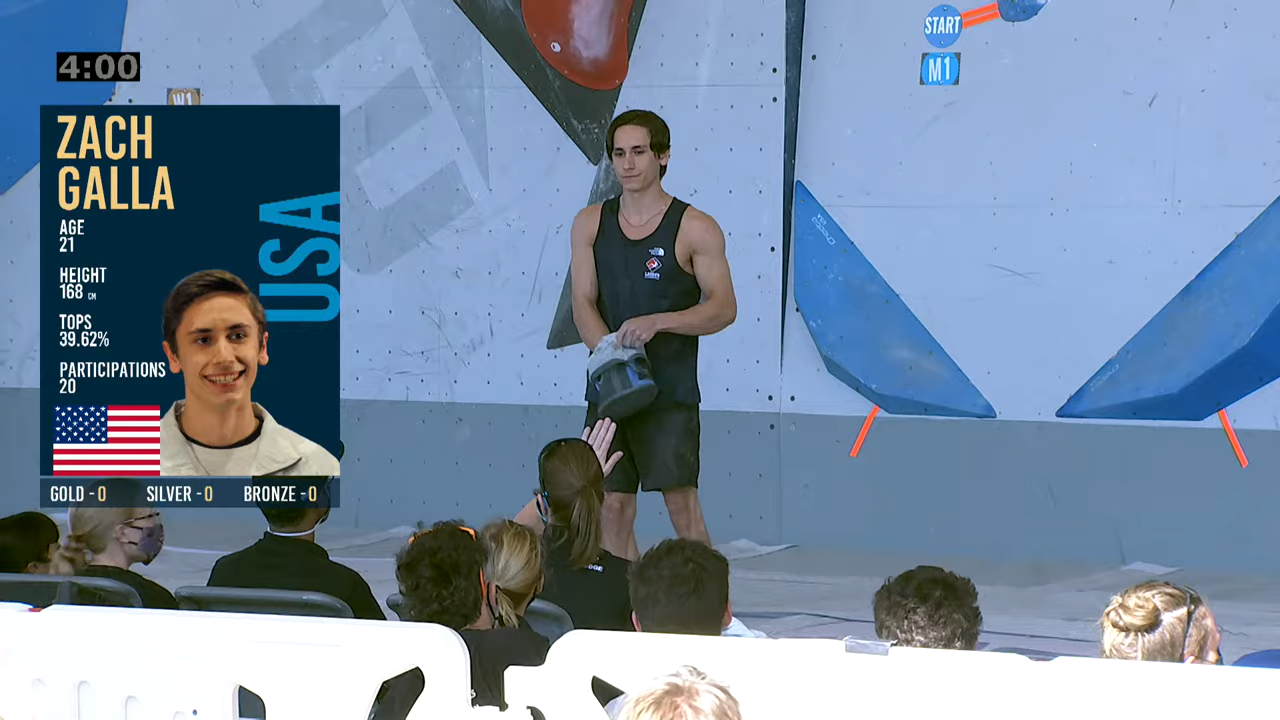 4:00
W1
ZACH
GALLA
AGE
21
HEIGHT
168 CM
TOPS
39.62%
PARTICIPATIONS
20
USA
GOLD - 0 SILVER - 0 BRONZE - 0
START
M1